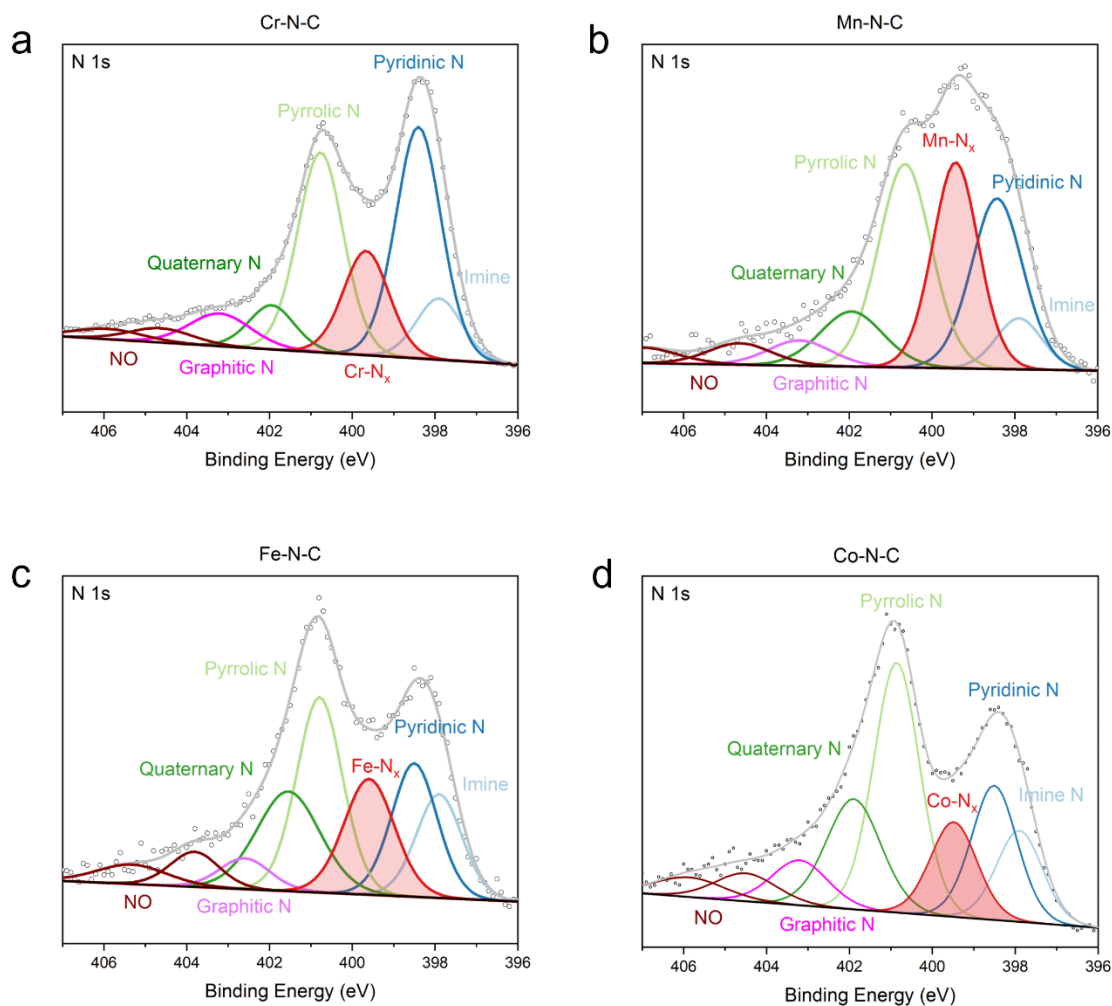 a
Cr-N-C
N 1s
Pyridinic N
Pyrrolic N
Quaternary N
Imine
NO
Graphitic N
Cr-Nx
406 404 402 400 398 396
Binding Energy (eV)
b
Mn-N-C
N 1s
Mn-Nx
Pyrrolic N
Pyridinic N
Quaternary N
Imine
NO
Graphitic N
406 404 402 400 398 396
Binding Energy (eV)
c
Fe-N-C
N 1s
Pyrrolic N
Pyridinic N
Quaternary N
Fe-Nx
Imine
NO
Graphitic N
406 404 402 400 398 396
Binding Energy (eV)
d
Co-N-C
N 1s
Pyrrolic N
Pyridinic N
Quaternary N
Co-Nx
Imine N
NO
Graphitic N
406 404 402 400 398 396
Binding Energy (eV)